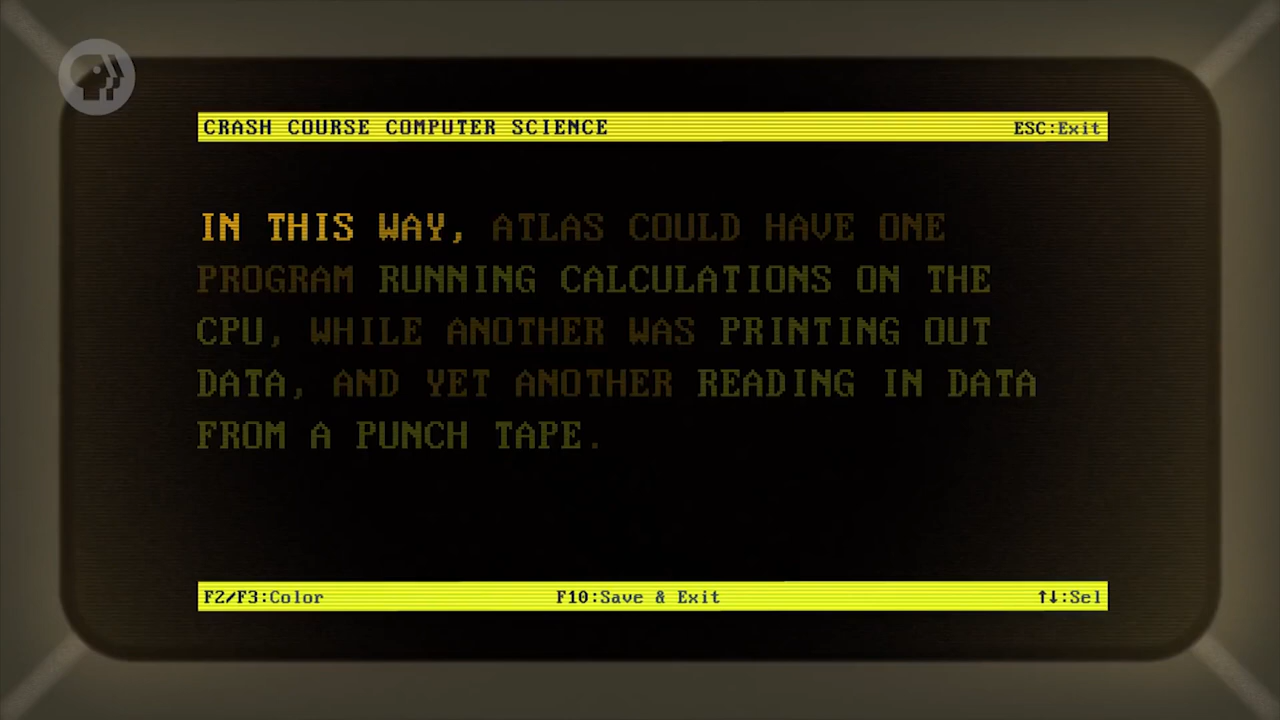 CRASH COURSE COMPUTER SCIENCE ESC:Exit
IN THIS WAY, ATLAS COULD HAVE ONE
PROGRAM RUNNING CALCULATIONS ON THE
CPU, WHILE ANOTHER WAS PRINTING OUT
DATA, AND YET ANOTHER READING IN DATA
FROM A PUNCH TAPE.
F2/F3:Color F10:Save & Exit ↑↓:Sel